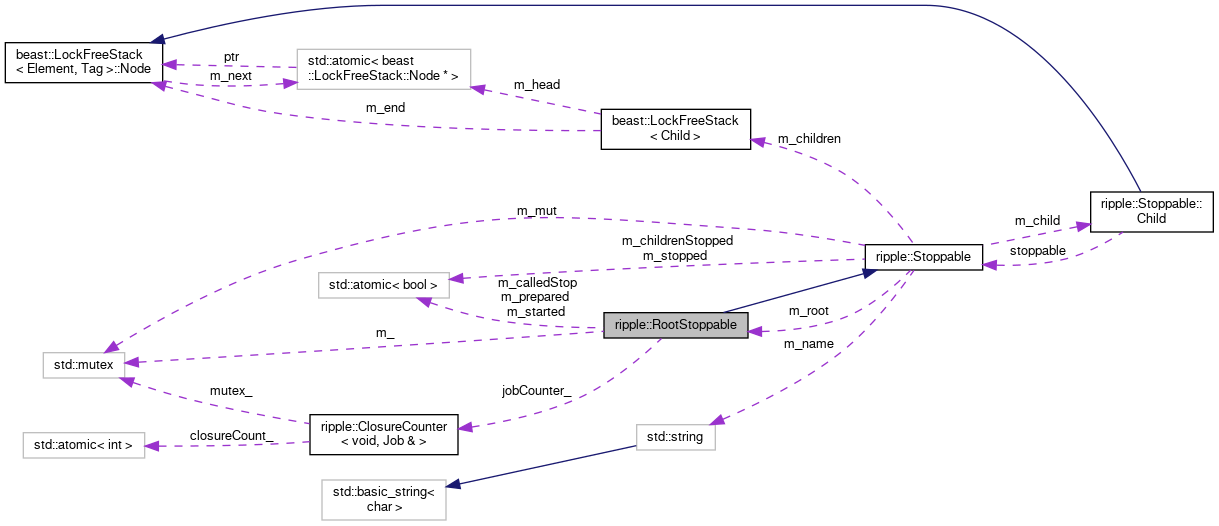 beast::LockFreeStack
< Element, Tag >::Node
ptr
m_next
std::atomic< beast
::LockFreeStack::Node * >
m_head
m_end
beast::LockFreeStack
< Child >
m_children
ripple::Stoppable::
Child
m_child
stoppable
m_mut
ripple::Stoppable
m_childrenStopped
m_stopped
std::atomic< bool >
m_calledStop
m_prepared
m_started
ripple::RootStoppable
m_root
m_name
m_
std::mutex
mutex_
jobCounter_
ripple::ClosureCounter
< void, Job & >
closureCount_
std::atomic< int >
std::string
std::basic_string<
char >